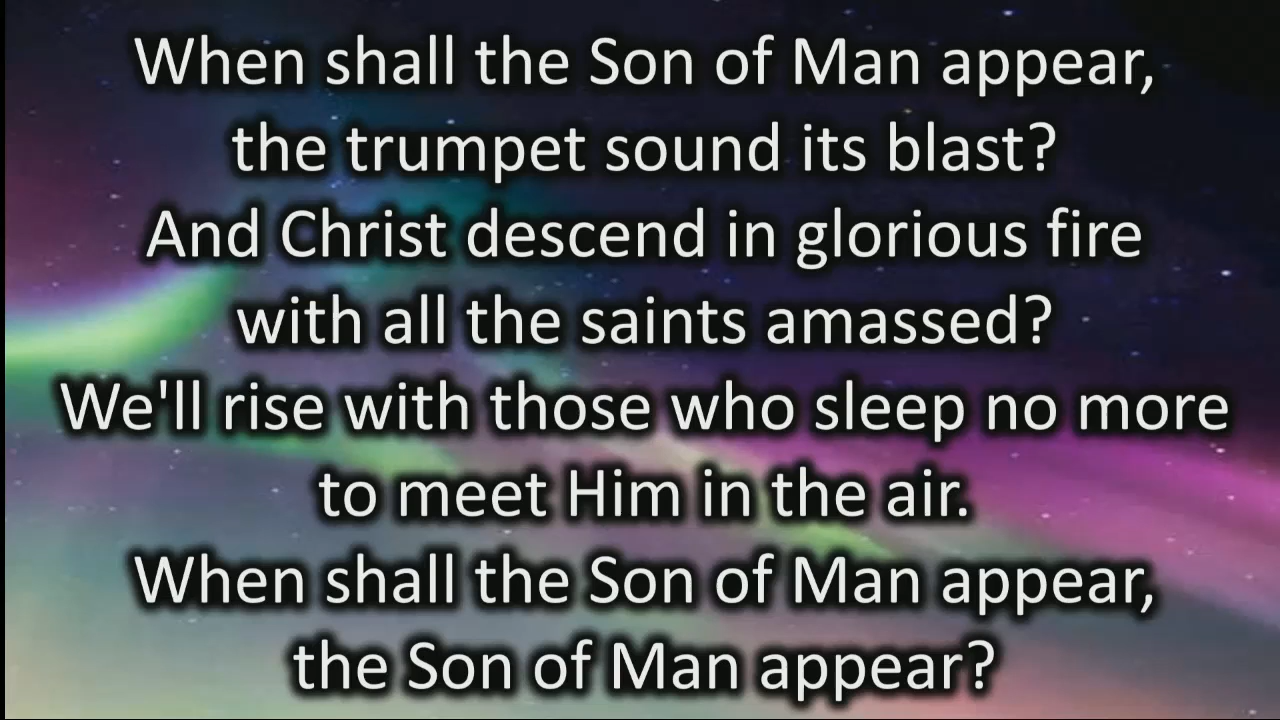 When shall the Son of Man appear,
the trumpet sound its blast?
And Christ descend in glorious fire
with all the saints amassed?
We'll rise with those who sleep no more
to meet Him in the air.
When shall the Son of Man appear,
the Son of Man appear?